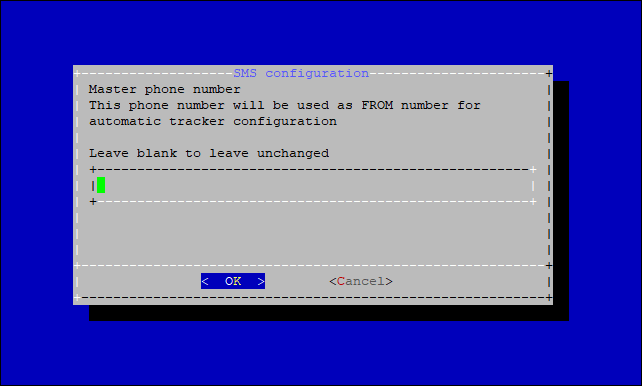 SMS configuration
Master phone number
This phone number will be used as FROM number for
automatic tracker configuration
Leave blank to leave unchanged
< OK > <Cancel>